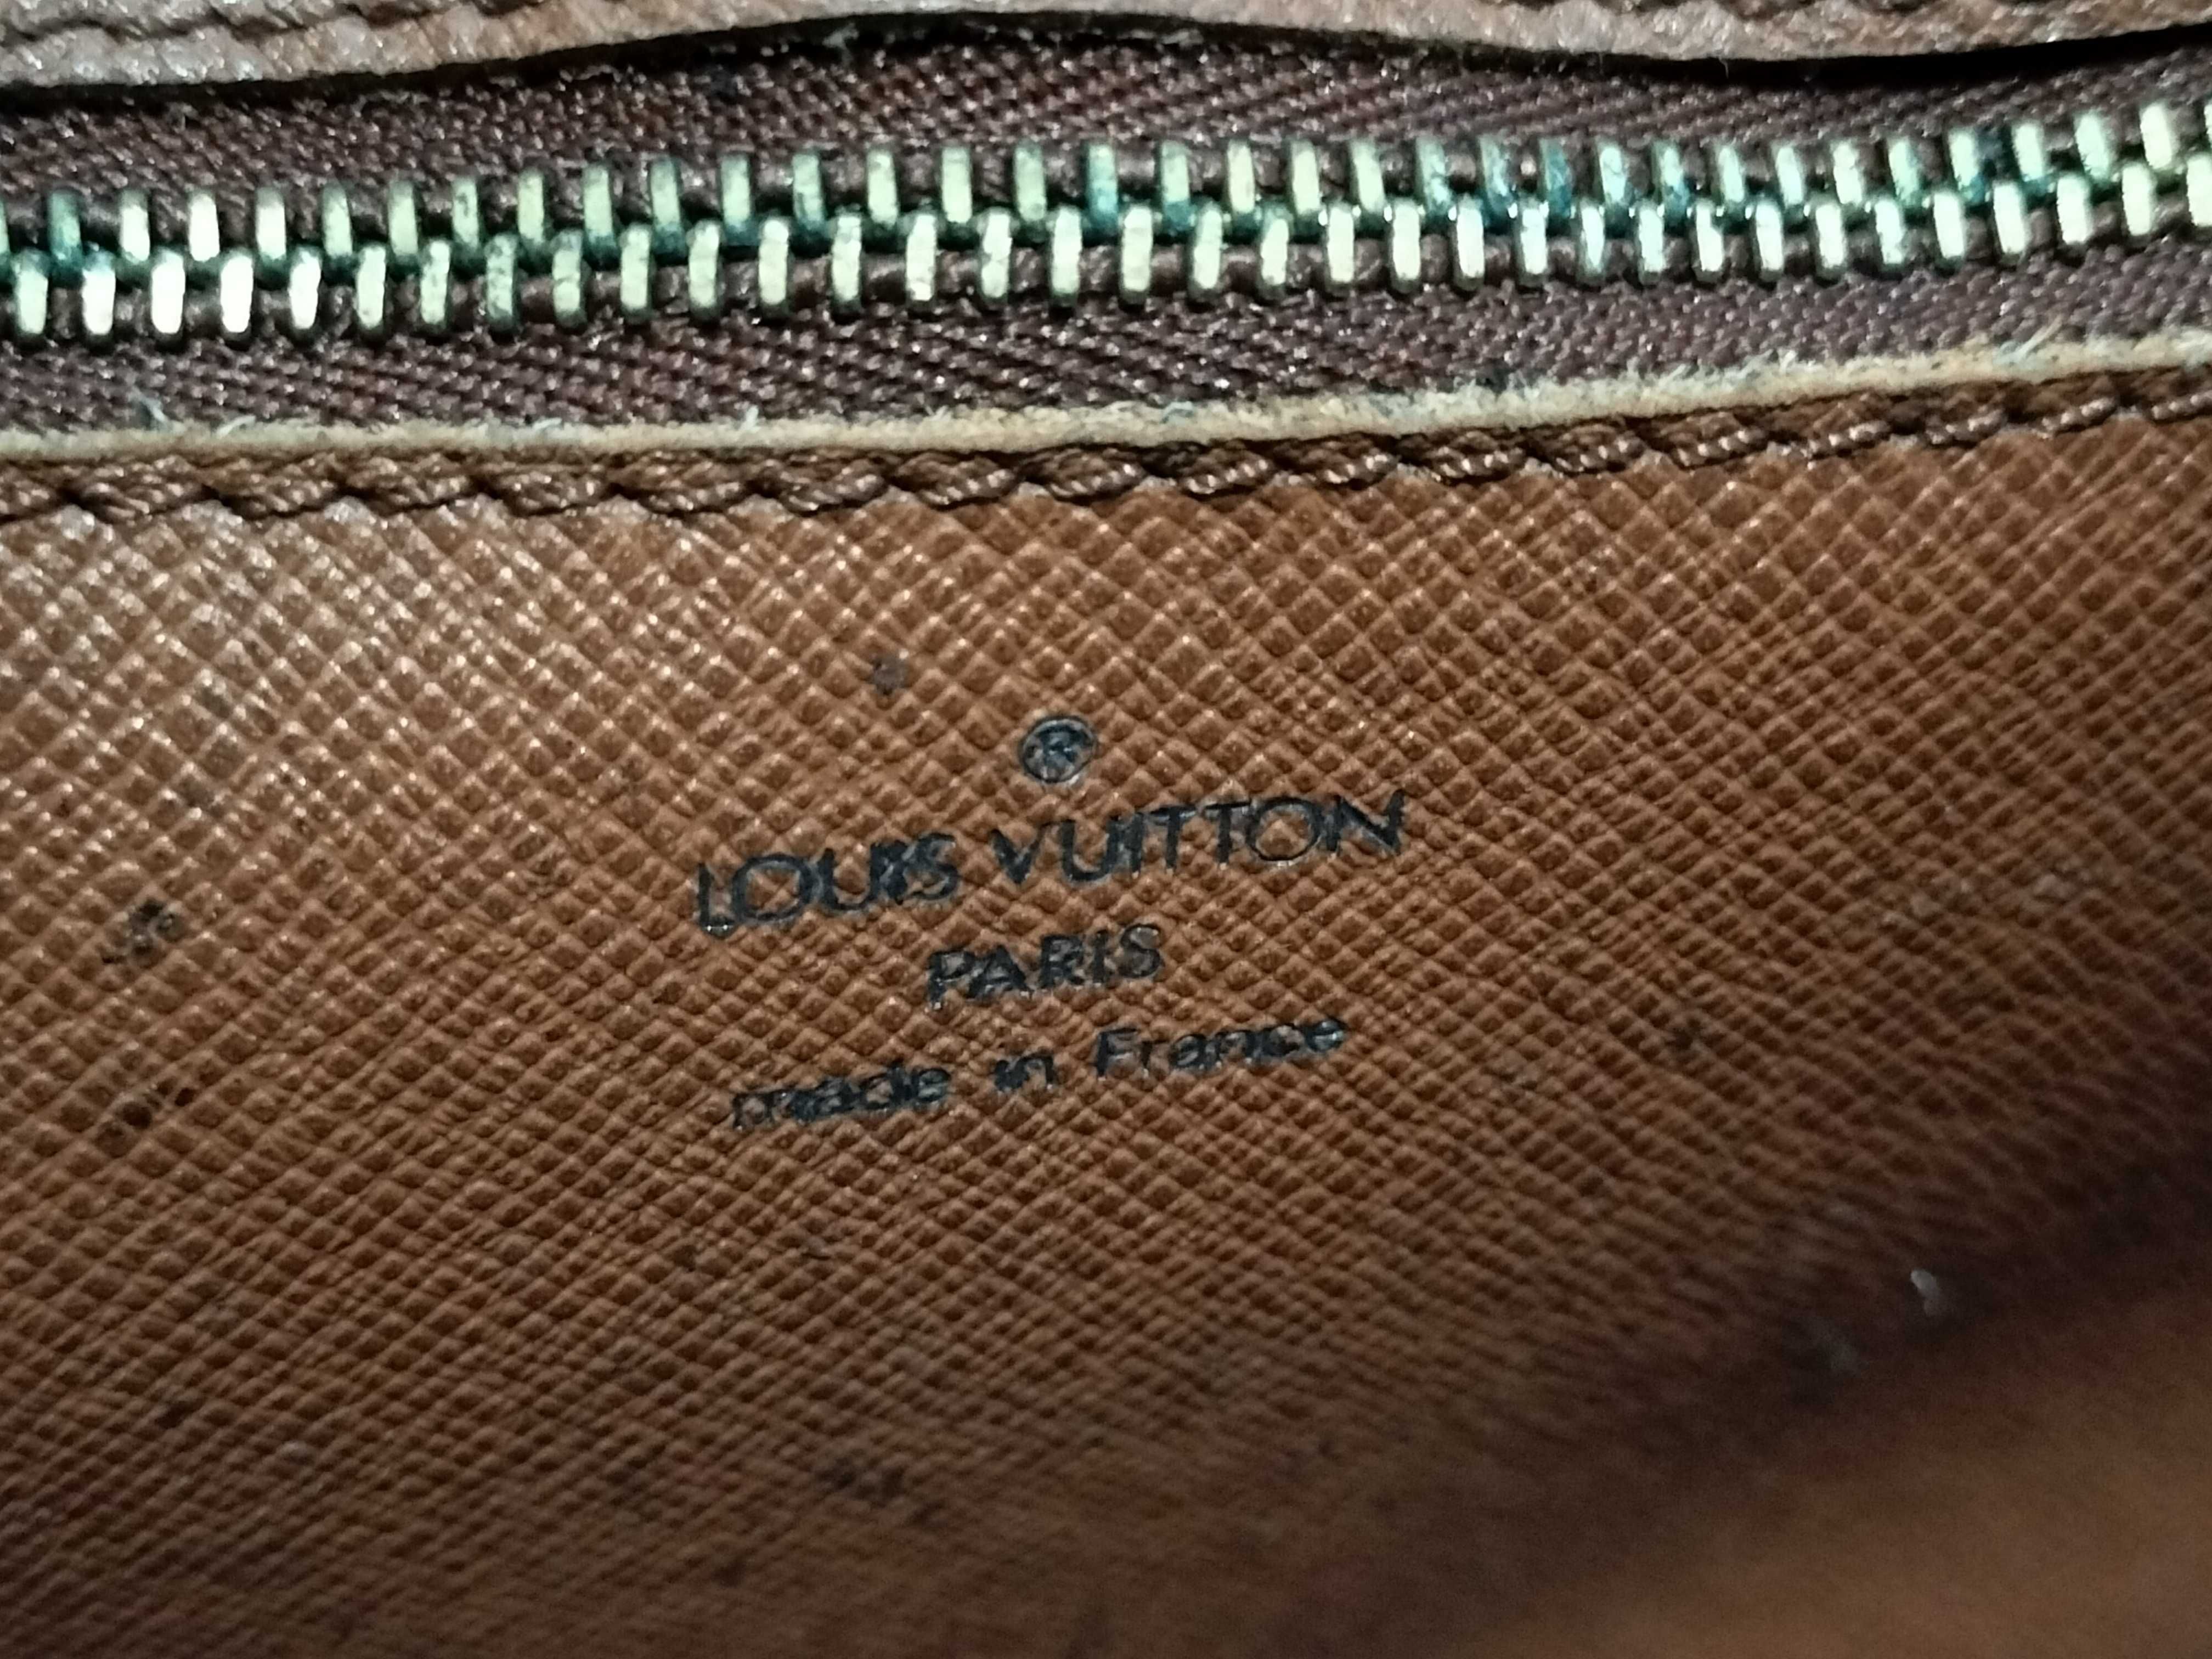 ®
LOUIS VUITTON
PARIS
made in France